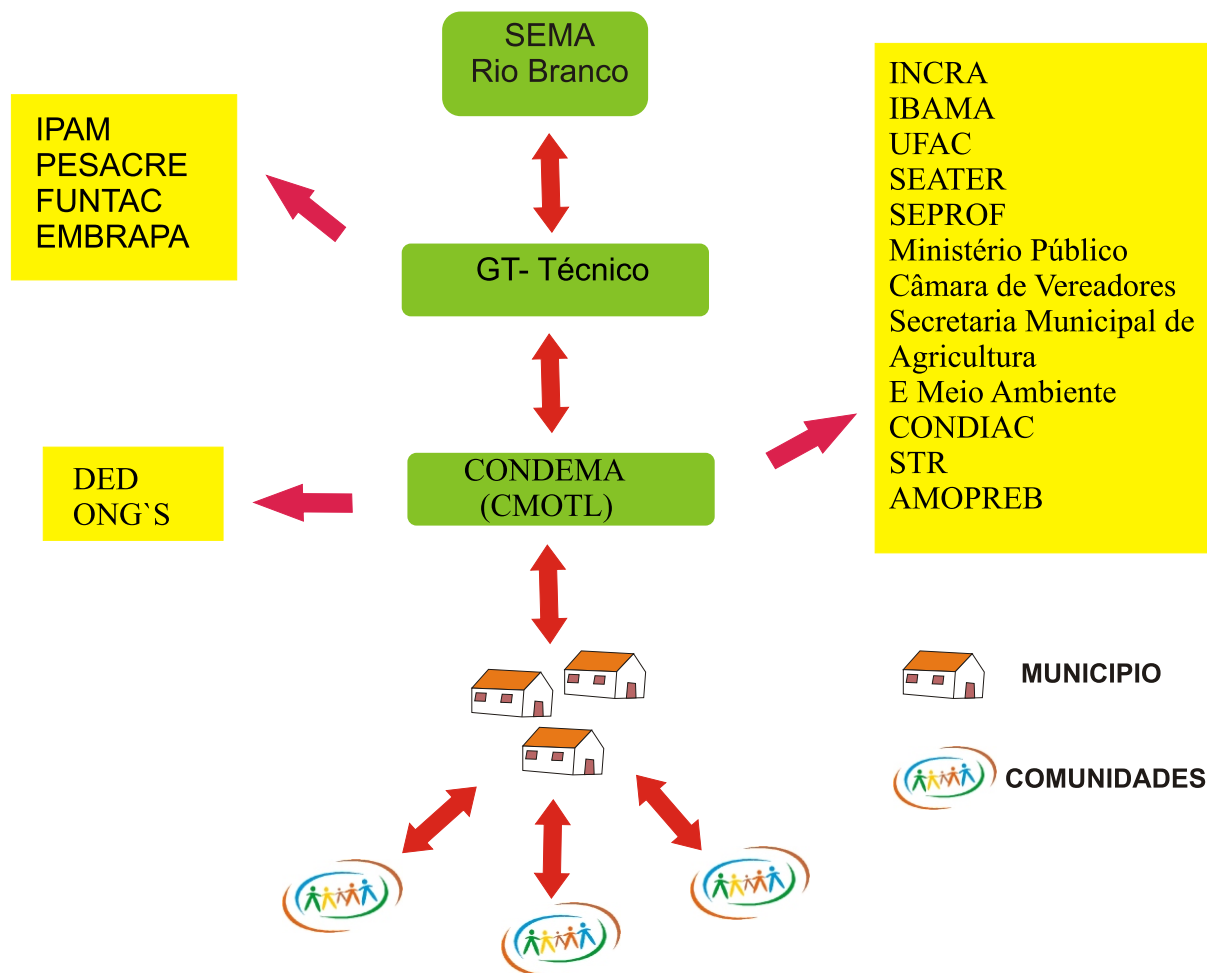 SEMA
Rio Branco
IPAM
PESACRE
FUNTAC
EMBRAPA
GT- Técnico
INCRA
IBAMA
UFAC
SEATER
SEPROF
Ministério Público
Câmara de Vereadores
Secretaria Municipal de
Agricultura
E Meio Ambiente
CONDIAC
STR
AMOPREB
DED
ONG`S
CONDEMA
(CMOTL)
MUNICIPIO
COMUNIDADES